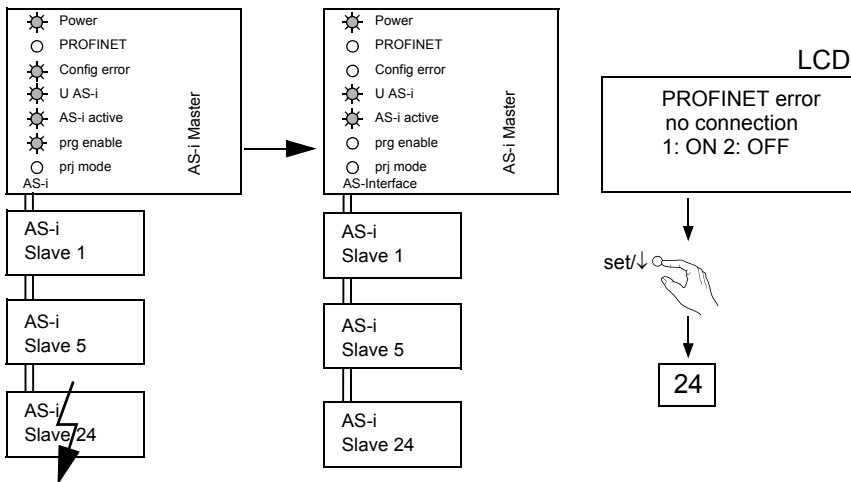 Power
PROFINET
Config error
U AS-i
AS-i active
prg enable
prj mode
AS-i
AS-i Master
AS-i
Slave 1
AS-i
Slave 5
AS-i
Slave 24
Power
PROFINET
Config error
U AS-i
AS-i active
prg enable
prj mode
AS-Interface
AS-i Master
AS-i
Slave 1
AS-i
Slave 5
AS-i
Slave 24
LCD
PROFINET error
no connection
1: ON 2: OFF
set/↓
24